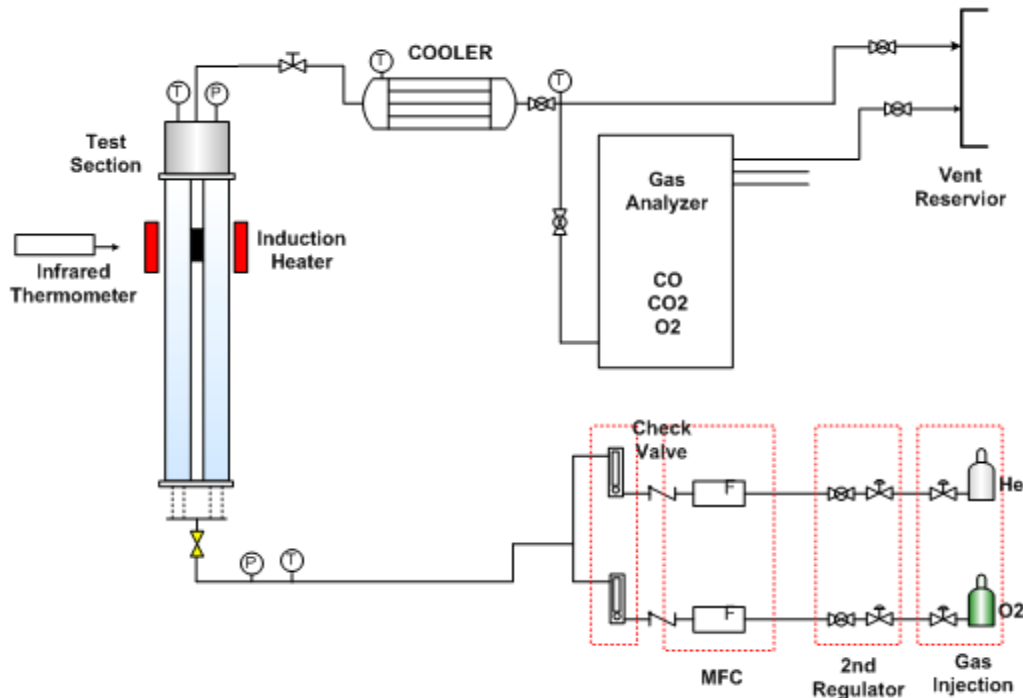 COOLER
T
T
T
P
Test
Section
Gas
Analyzer
CO
CO2
O2
Vent
Reservior
Induction
Heater
Infrared
Thermometer
Check
Valve
F
He
P
T
F
O2
MFC
2nd
Regulator
Gas
Injection